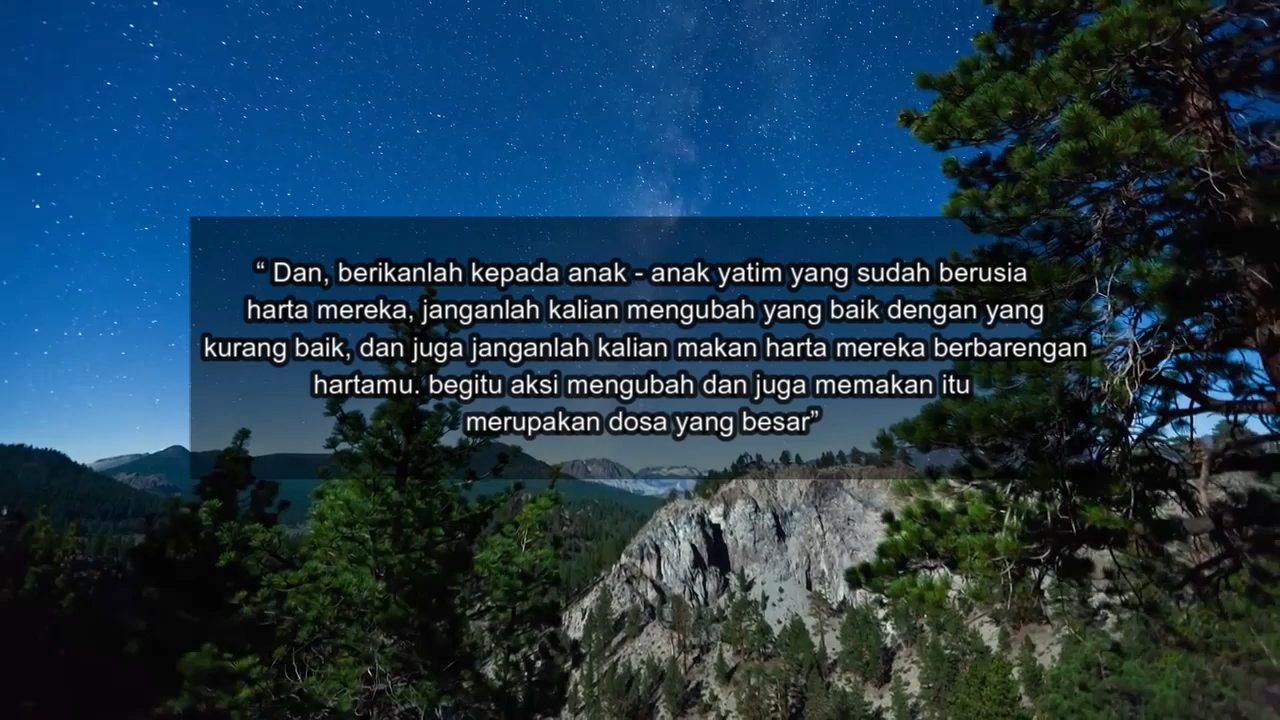 “ Dan, berikanlah kepada anak - anak yatim yang sudah berusia
harta mereka, janganlah kalian mengubah yang baik dengan yang
kurang baik, dan juga janganlah kalian makan harta mereka berbarengan
hartamu. begitu aksi mengubah dan juga memakan itu
merupakan dosa yang besar”